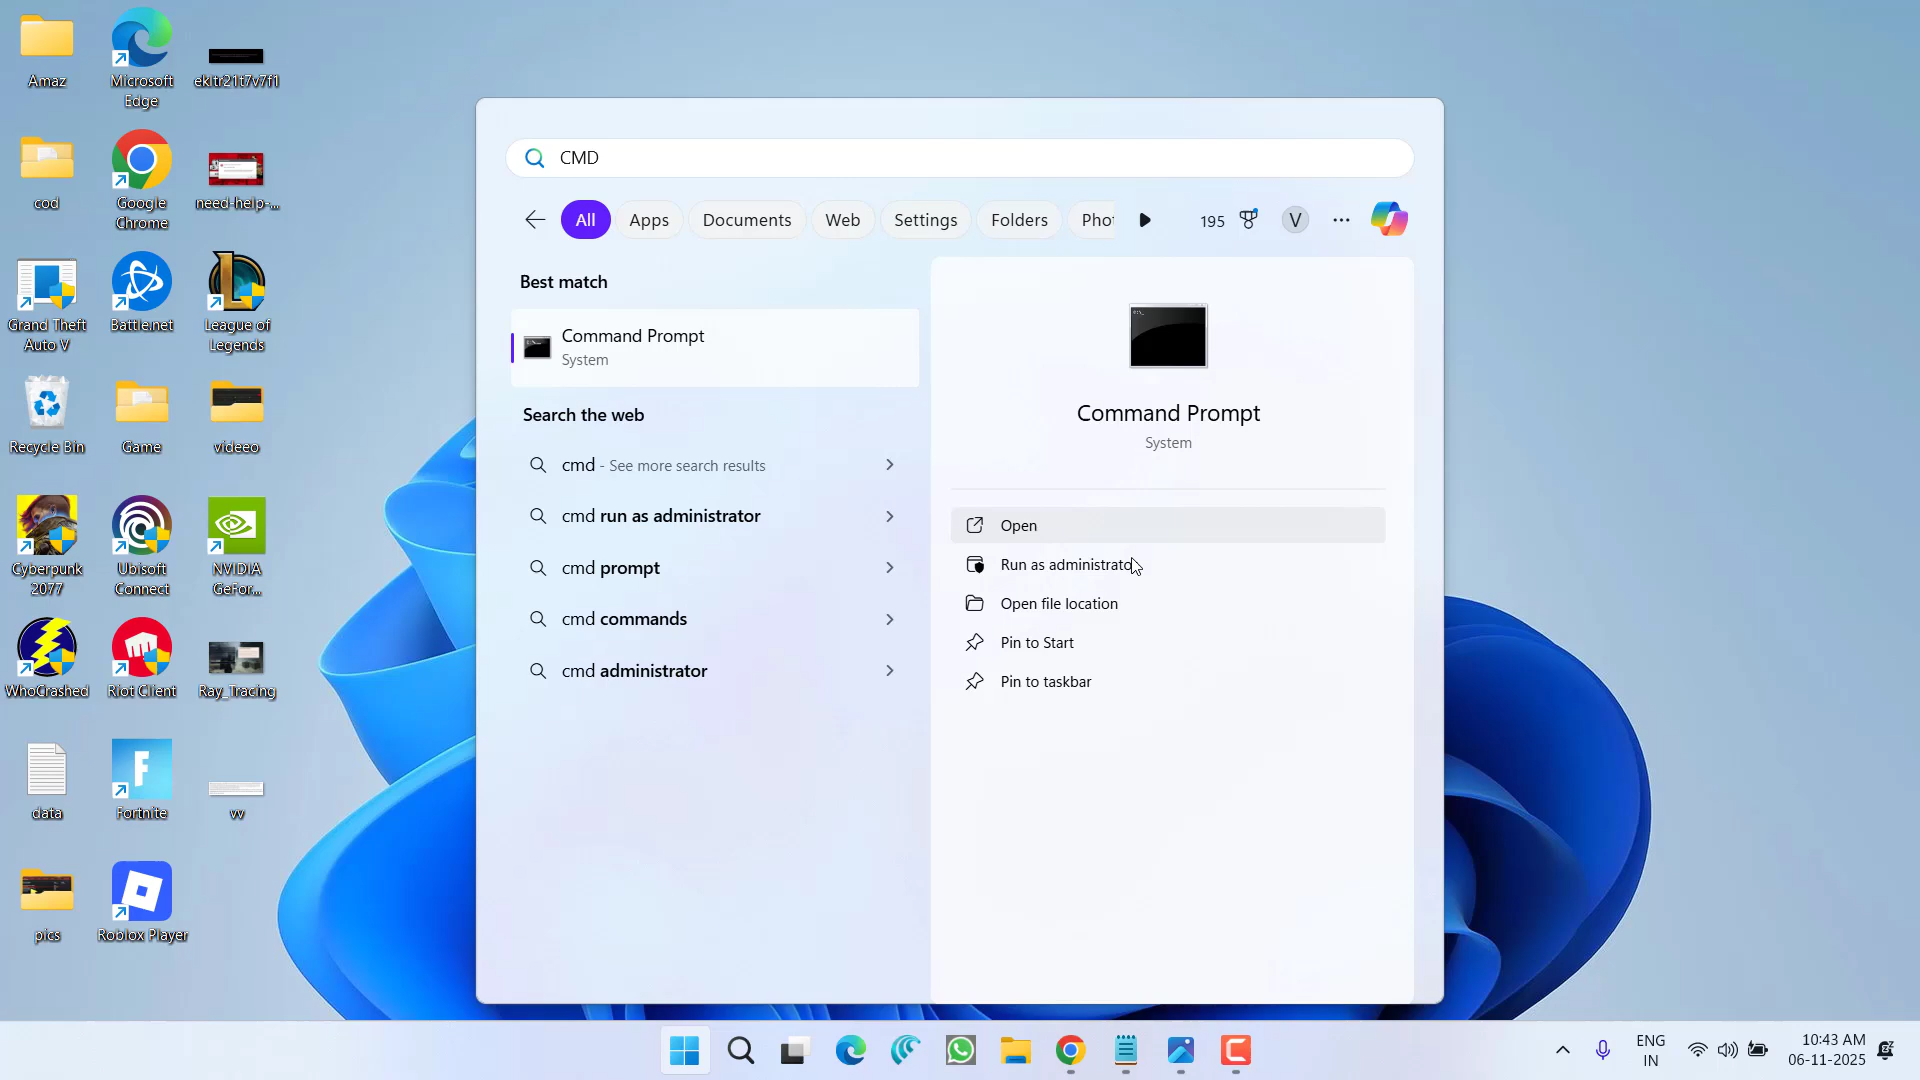 Amaz
Microsoft
Edge
ekltr21t7v7f1
cod
Google
Chrome
need-help-...
Grand Theft
Auto V
Battle.net
League of
Legends
Recycle Bin
Game
videeo
Cyberpunk
2077
Ubisoft
Connect
NVIDIA
GeFor...
WhoCrashed
Riot Client
Ray_Tracing
data
Fortnite
vv
pics
Roblox Player
CMD
All
Apps
Documents
Web
Settings
Folders
Phot
195
V
Best match
Command Prompt
System
Search the web
cmd - See more search results
cmd run as administrator
cmd prompt
cmd commands
cmd administrator
Command Prompt
System
Open
Run as administrator
Open file location
Pin to Start
Pin to taskbar
ENG
IN
10:43 AM
06-11-2025